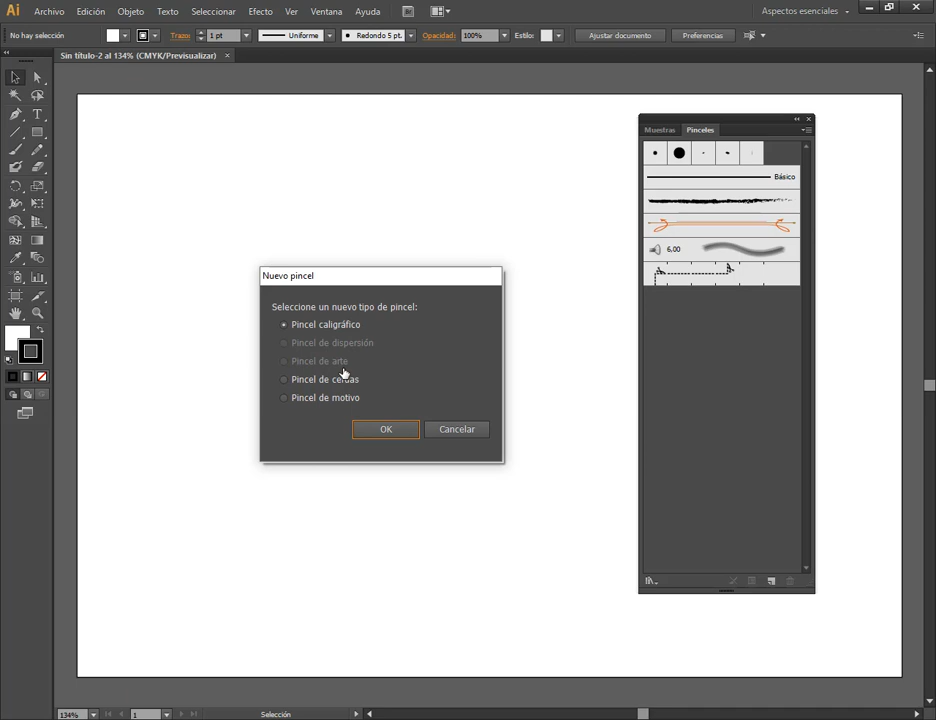 Ai Archivo Edición Objeto Texto Seleccionar Efecto Ver Ventana Ayuda Br Aspectos esenciales
No hay selección Trazo: 1 pt Uniforme Redondo 5 pt. Opacidad: 100% Estilo: Ajustar documento Preferencias
Sin título-2 al 134% (CMYK/Previsualizar) ×
Muestras Pinceles
Básico
6,00
Nuevo pincel
Seleccione un nuevo tipo de pincel:
Pincel caligráfico
Pincel de dispersión
Pincel de arte
Pincel de cerdas
Pincel de motivo
OK Cancelar
134% 1 Selección